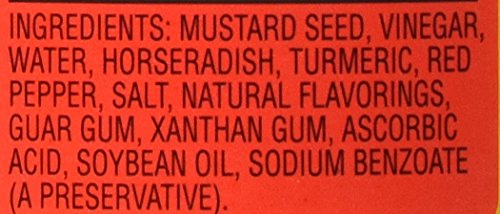 INGREDIENTS: MUSTARD SEED, VINEGAR,
WATER, HORSERADISH, TURMERIC, RED
PEPPER, SALT, NATURAL FLAVORINGS,
GUAR GUM, XANTHAN GUM, ASCORBIC
ACID, SOYBEAN OIL, SODIUM BENZOATE
(A PRESERVATIVE).